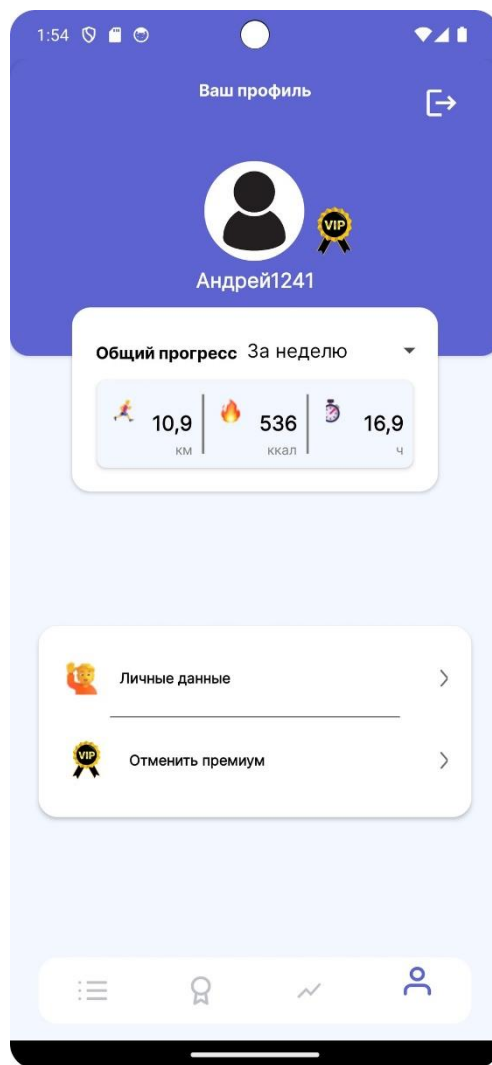 1:54
Ваш профиль
VIP
Андрей1241
Общий прогресс За неделю
10,9 536 16,9
км ккал ч
Личные данные
VIP Отменить премиум